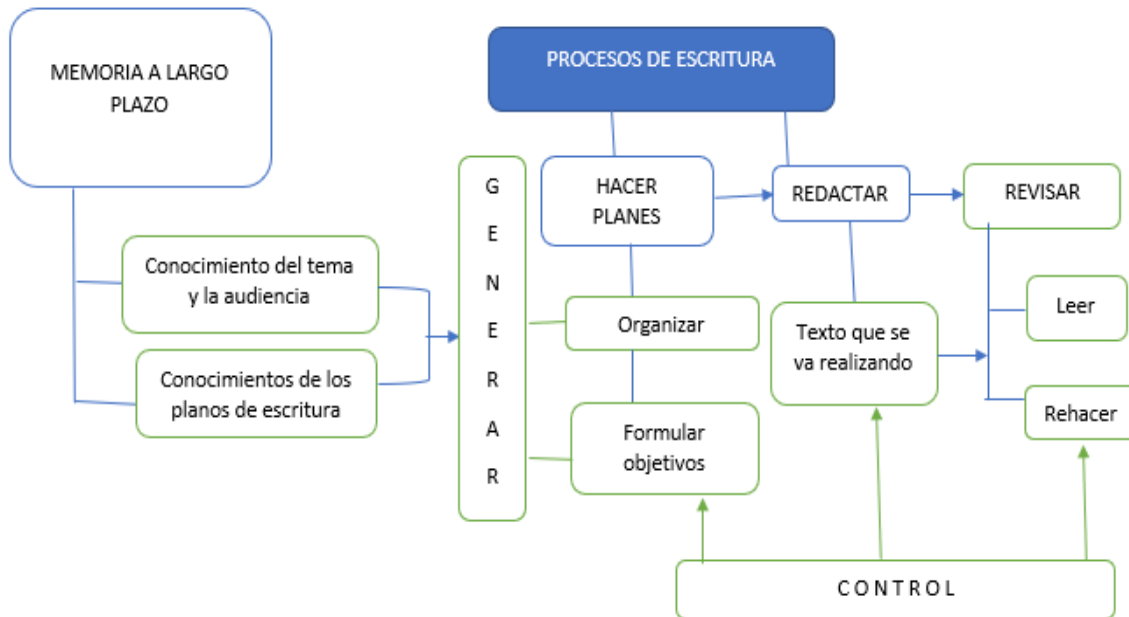 MEMORIA A LARGO
PLAZO
PROCESOS DE ESCRITURA
G
E
N
E
R
A
R
HACER
PLANES
REDACTAR
REVISAR
Conocimiento del tema
y la audiencia
Conocimientos de los
planos de escritura
Organizar
Formular
objetivos
Texto que se
va realizando
Leer
Rehacer
C O N T R O L